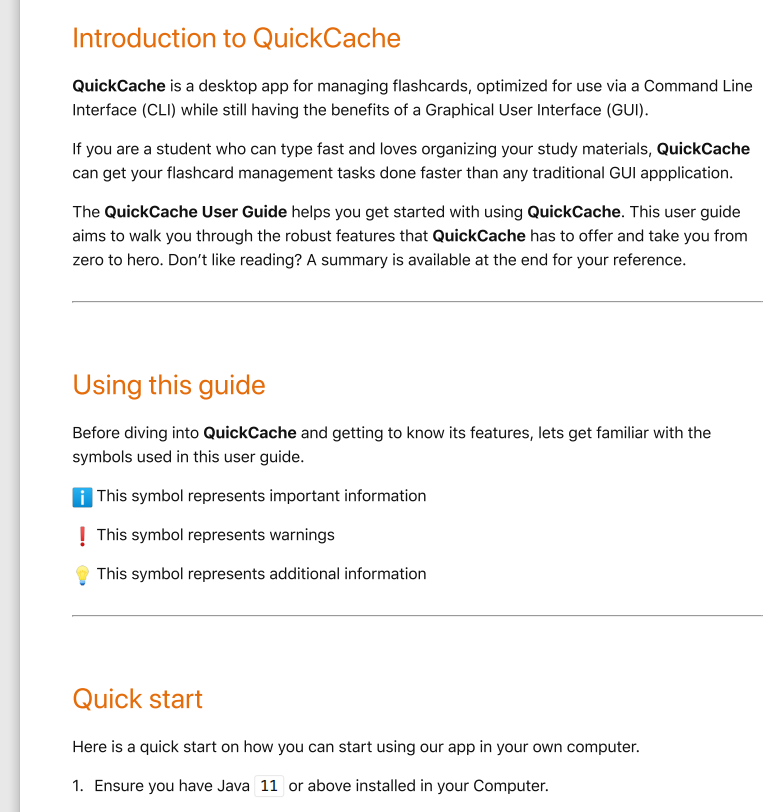 Introduction to QuickCache
QuickCache is a desktop app for managing flashcards, optimized for use via a Command Line
Interface (CLI) while still having the benefits of a Graphical User Interface (GUI).
If you are a student who can type fast and loves organizing your study materials, QuickCache
can get your flashcard management tasks done faster than any traditional GUI appplication.
The QuickCache User Guide helps you get started with using QuickCache. This user guide
aims to walk you through the robust features that QuickCache has to offer and take you from
zero to hero. Don’t like reading? A summary is available at the end for your reference.
Using this guide
Before diving into QuickCache and getting to know its features, lets get familiar with the
symbols used in this user guide.
ℹ️ This symbol represents important information
❗ This symbol represents warnings
💡 This symbol represents additional information
Quick start
Here is a quick start on how you can start using our app in your own computer.
1. Ensure you have Java 11 or above installed in your Computer.